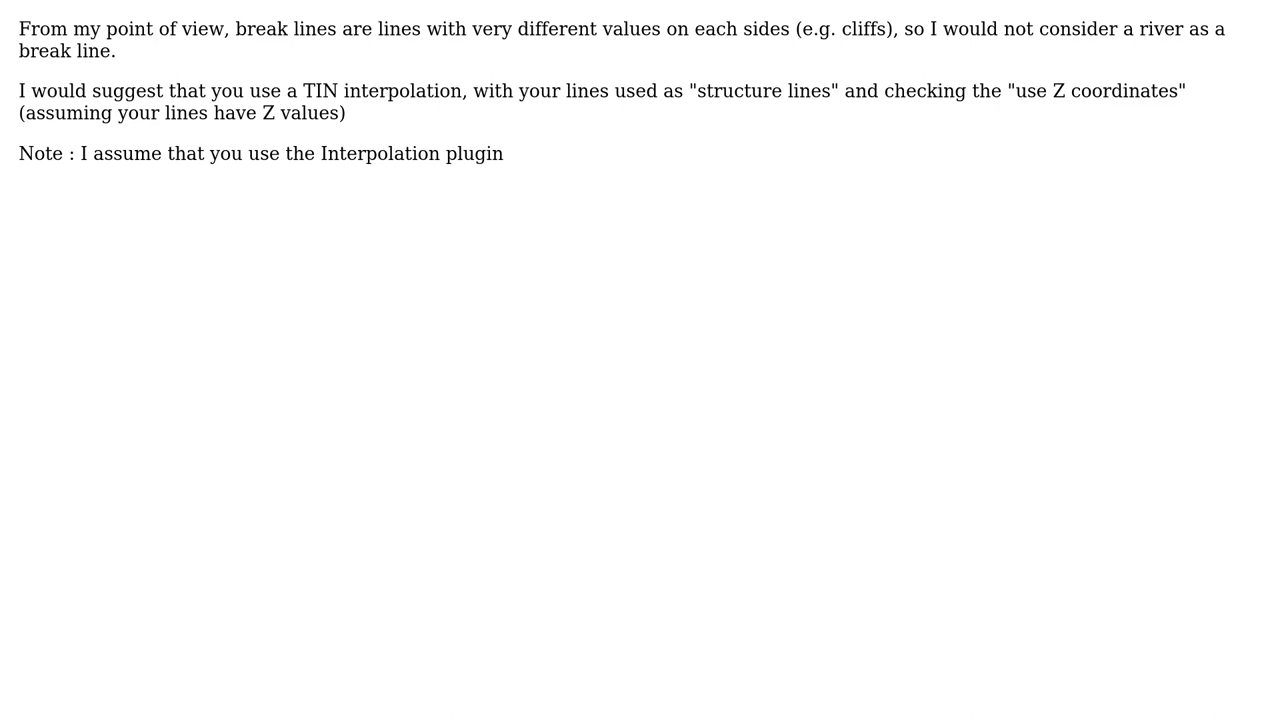 From my point of view, break lines are lines with very different values on each sides (e.g. cliffs), so I would not consider a river as a
break line.
I would suggest that you use a TIN interpolation, with your lines used as "structure lines" and checking the "use Z coordinates"
(assuming your lines have Z values)
Note : I assume that you use the Interpolation plugin